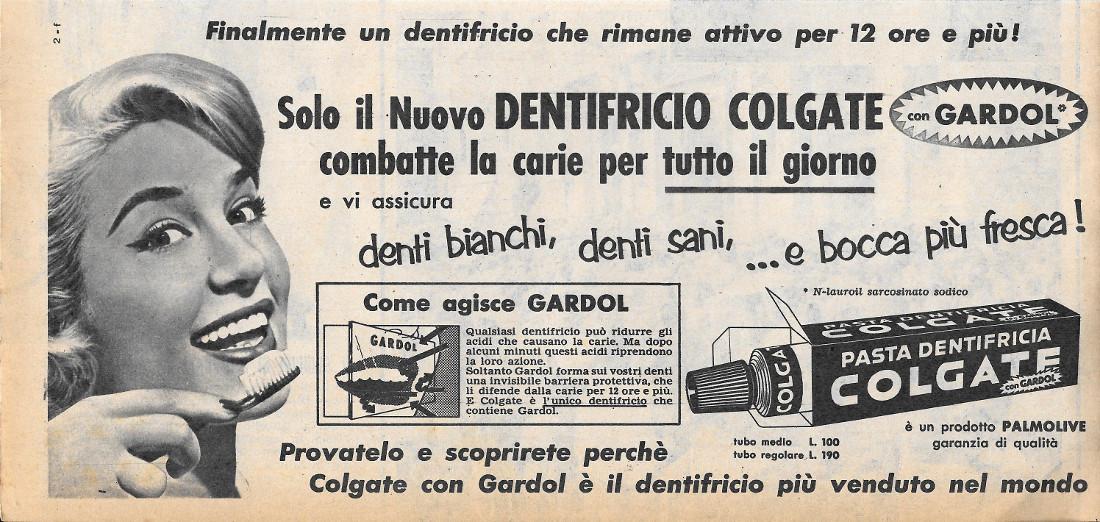 2-f
Finalmente un dentifricio che rimane attivo per 12 ore e più!
Solo il Nuovo DENTIFRICIO COLGATE con GARDOL*
combatte la carie per tutto il giorno
e vi assicura
denti bianchi, denti sani, ...e bocca più fresca!
Come agisce GARDOL
GARDOL
Qualsiasi dentifricio può ridurre gli
acidi che causano la carie. Ma dopo
alcuni minuti questi acidi riprendono
la loro azione.
Soltanto Gardol forma sui vostri denti
una invisibile barriera protettiva, che
li difende dalla carie per 12 ore e più.
E Colgate è l'unico dentifricio che
contiene Gardol.
* N-lauroil sarcosinato sodico
PASTA DENTIFRICIA
COLGATE
PASTA DENTIFRICIA
COLGATE
con GARDOL
COLGA
tubo medio L. 100
tubo regolare L. 190
è un prodotto PALMOLIVE
garanzia di qualità
Provatelo e scoprirete perchè
Colgate con Gardol è il dentifricio più venduto nel mondo